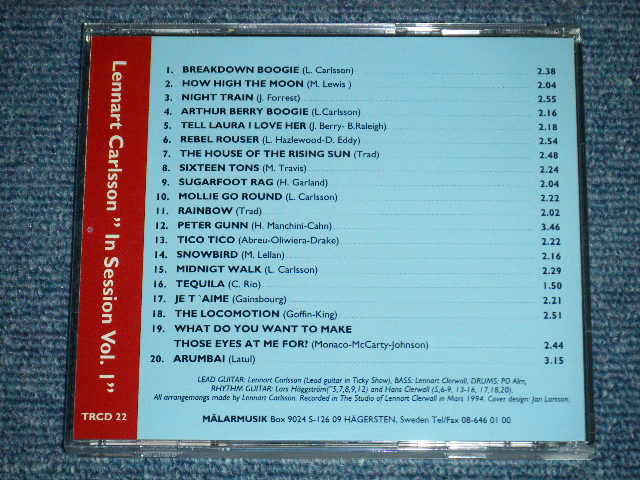 Lennart Carlsson " In Session Vol. 1"
TRCD 22
1. BREAKDOWN BOOGIE (L. Carlsson) 2.38
2. HOW HIGH THE MOON (M. Lewis ) 2.04
3. NIGHT TRAIN (J. Forrest) 2.55
4. ARTHUR BERRY BOOGIE (L.Carlsson) 2.16
5. TELL LAURA I LOVE HER (J. Berry- B.Raleigh) 2.18
6. REBEL ROUSER (L. Hazlewood-D. Eddy) 2.54
7. THE HOUSE OF THE RISING SUN (Trad) 2.48
8. SIXTEEN TONS (M. Travis) 2.24
9. SUGARFOOT RAG (H. Garland) 2.04
10. MOLLIE GO ROUND (L. Carlsson) 2.22
11. RAINBOW (Trad) 2.02
12. PETER GUNN (H. Manchini-Cahn) 3.46
13. TICO TICO (Abreu-Oliwiera-Drake) 2.22
14. SNOWBIRD (M. Lellan) 2.16
15. MIDNIGT WALK (L. Carlsson) 2.29
16. TEQUILA (C. Rio) 1.50
17. JE T `AIME (Gainsbourg) 2.21
18. THE LOCOMOTION (Goffin-King) 2.51
19. WHAT DO YOU WANT TO MAKE
THOSE EYES AT ME FOR? (Monaco-McCarty-Johnson) 2.44
20. ARUMBAI (Latul) 3.15
LEAD GUITAR: Lennart Carlsson (Lead guitar in Ticky Show), BASS: Lennart Clerwall, DRUMS: PO Alm,
RHYTHM GUITAR: Lars Höggström("5,7,8,9,12) and Hans Clerwall (5,6-9, 13-16, 17,18,20).
All arrangemangs made by Lennart Carlsson. Recorded in The Studio of Lennart Clerwall in Mars 1994. Cover design: Jan Larsson.
MÄLARMUSIK Box 9024 S-126 09 HÄGERSTEN, Sweden Tel/Fax 08-646 01 00